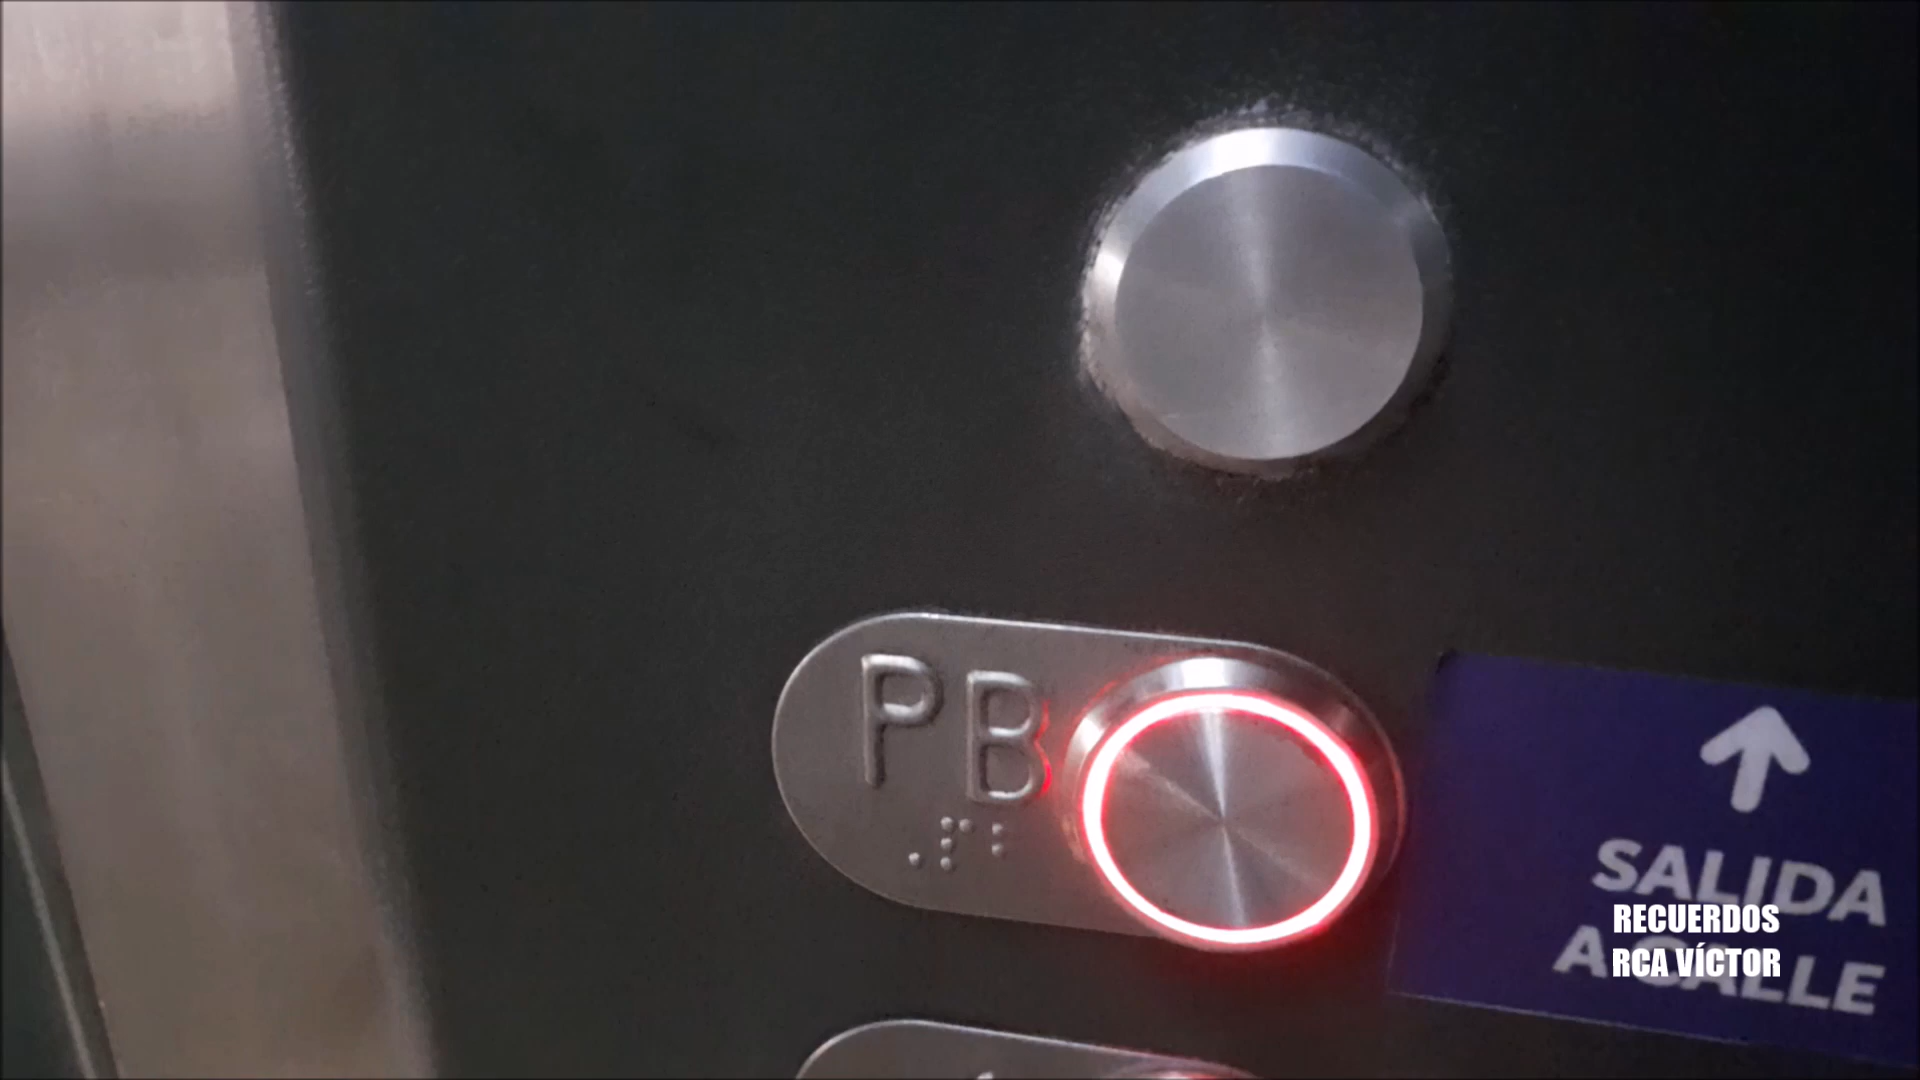 PB
SALIDA
A CALLE
RECUERDOS
RCA VÍCTOR